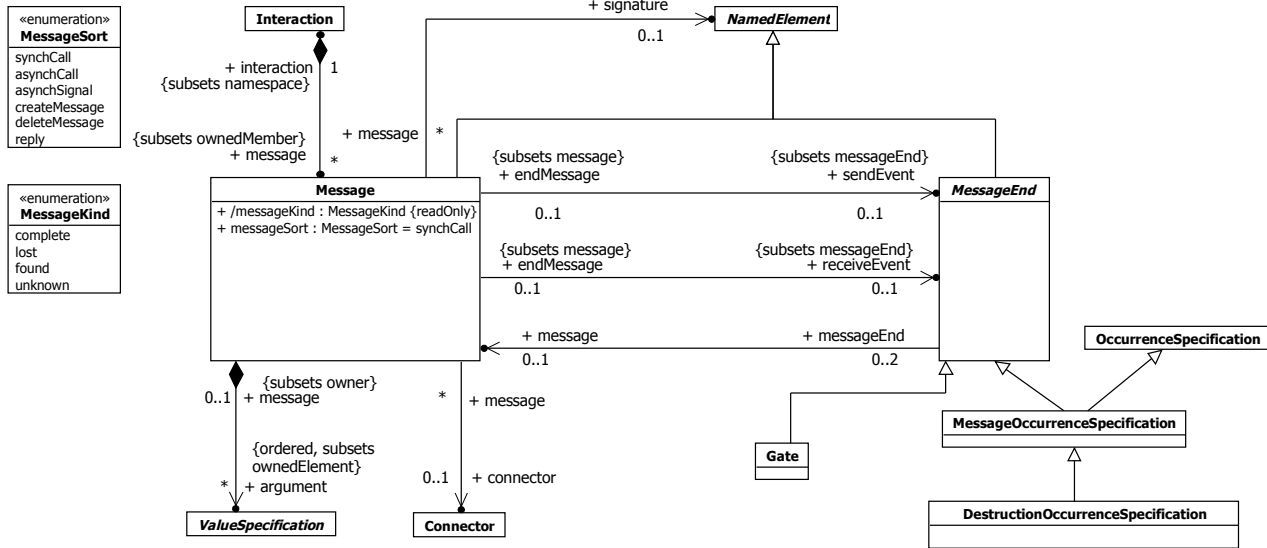 «enumeration»
MessageSort
synchCall
asynchCall
asynchSignal
createMessage
deleteMessage
reply
«enumeration»
MessageKind
complete
lost
found
unknown
Interaction
+ interaction
1
{subsets namespace}
{subsets ownedMember}
+ message
*
+ signature
0..1
NamedElement
+ message
*
Message
+ /messageKind : MessageKind {readOnly}
+ messageSort : MessageSort = synchCall
{subsets message}
+ endMessage
0..1
{subsets messageEnd}
+ sendEvent
0..1
{subsets message}
+ endMessage
0..1
{subsets messageEnd}
+ receiveEvent
0..1
+ message
0..1
+ messageEnd
0..2
MessageEnd
OccurrenceSpecification
MessageOccurrenceSpecification
Gate
DestructionOccurrenceSpecification
{subsets owner}
0..1
+ message
{ordered, subsets
ownedElement}
*
+ argument
ValueSpecification
*
+ message
0..1
+ connector
Connector